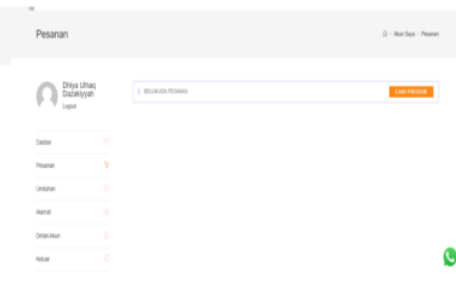 Pesanan
Akun Saya - Pesanan
Dhiya Ulhaq
Dazakiyyah
Logout
BELUM ADA PESANAN
CARI PRODUK
Dasbor
Pesanan
Unduhan
Alamat
Detail Akun
Keluar